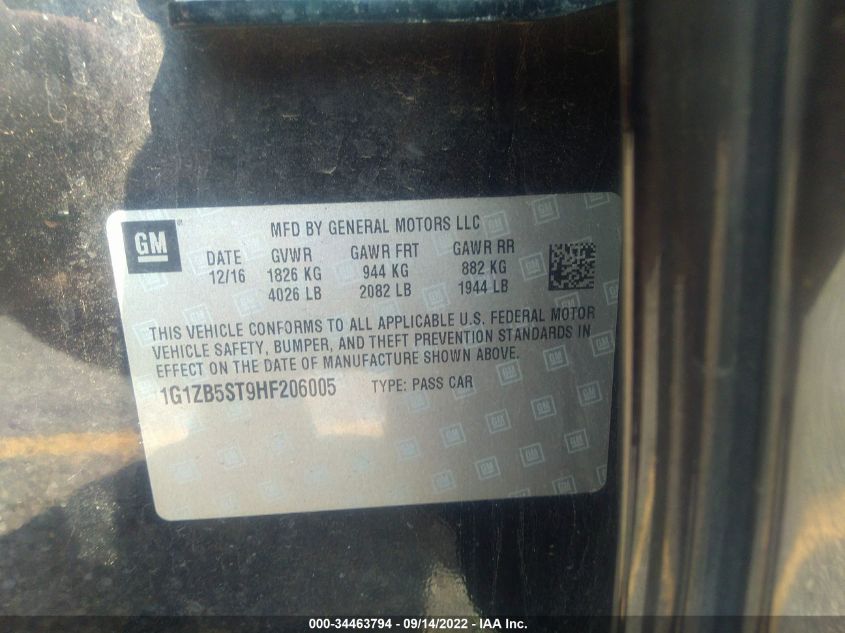 MFD BY GENERAL MOTORS LLC
GM ®
DATE GVWR GAWR FRT GAWR RR
12/16 1826 KG 944 KG 882 KG
4026 LB 2082 LB 1944 LB
THIS VEHICLE CONFORMS TO ALL APPLICABLE U.S. FEDERAL MOTOR
VEHICLE SAFETY, BUMPER, AND THEFT PREVENTION STANDARDS IN
EFFECT ON THE DATE OF MANUFACTURE SHOWN ABOVE.
1G1ZB5ST9HF206005 TYPE: PASS CAR
000-34463794 - 09/14/2022 - IAA Inc.